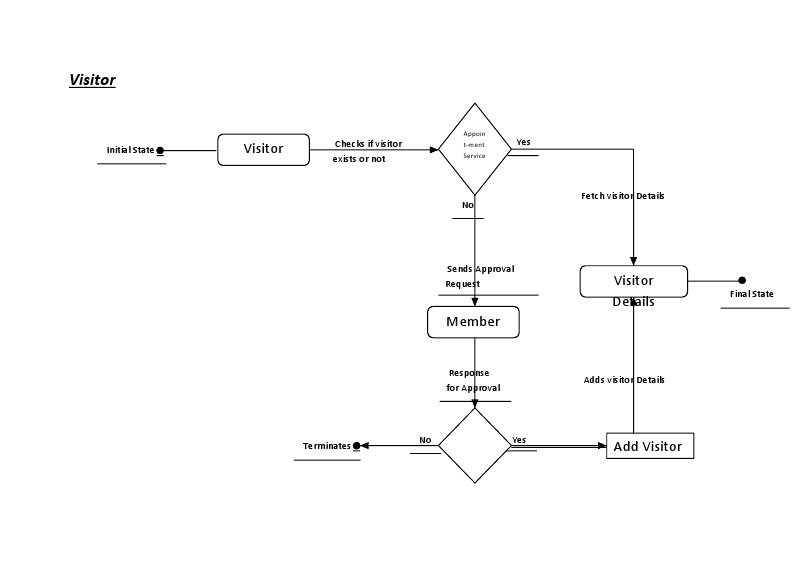 Visitor
Appoin
t-ment
Service
Initial State
Visitor
Checks if visitor
exists or not
Yes
No
Fetch visitor Details
Sends Approval
Request
Visitor
Details
Final State
Member
Response
for Approval
Adds visitor Details
Terminates
No
Yes
Add Visitor